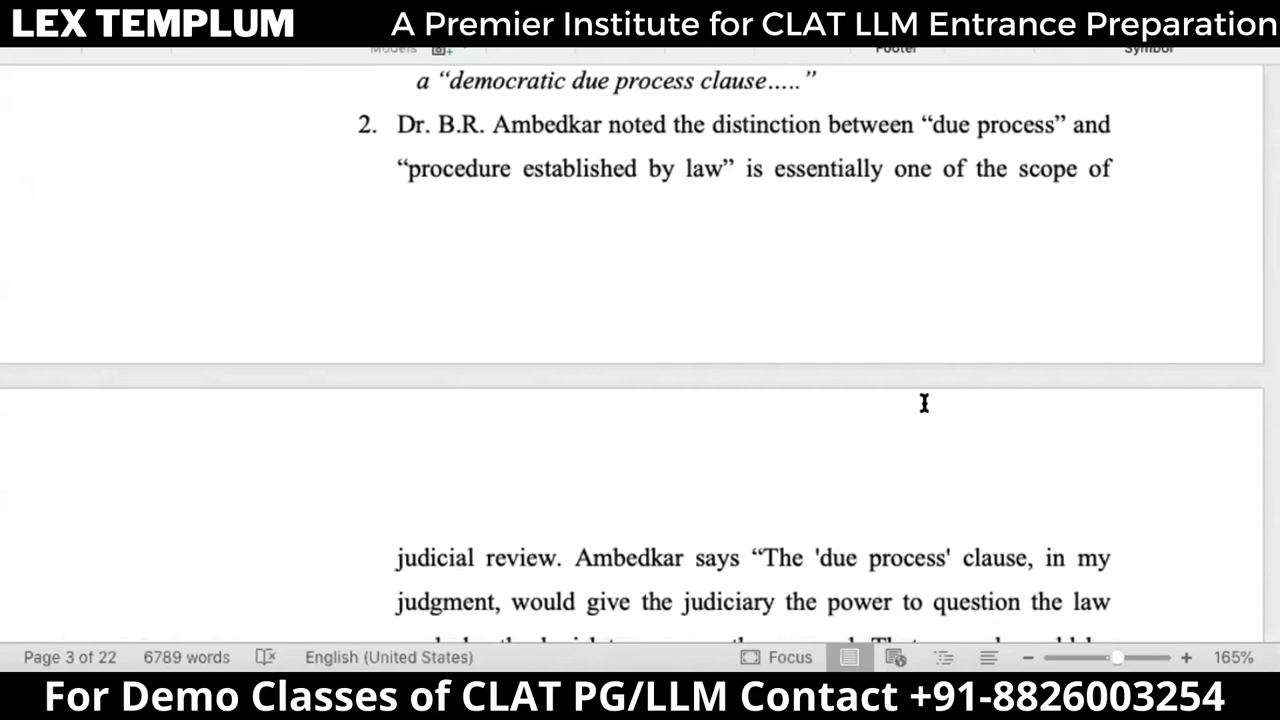 LEX TEMPLUM A Premier Institute for CLAT LLM Entrance Preparation
Footer Symbol
a “democratic due process clause.....”
2. Dr. B.R. Ambedkar noted the distinction between “due process” and
“procedure established by law” is essentially one of the scope of
judicial review. Ambedkar says “The 'due process' clause, in my
judgment, would give the judiciary the power to question the law
Page 3 of 22 6789 words English (United States) Focus 165%
For Demo Classes of CLAT PG/LLM Contact +91-8826003254